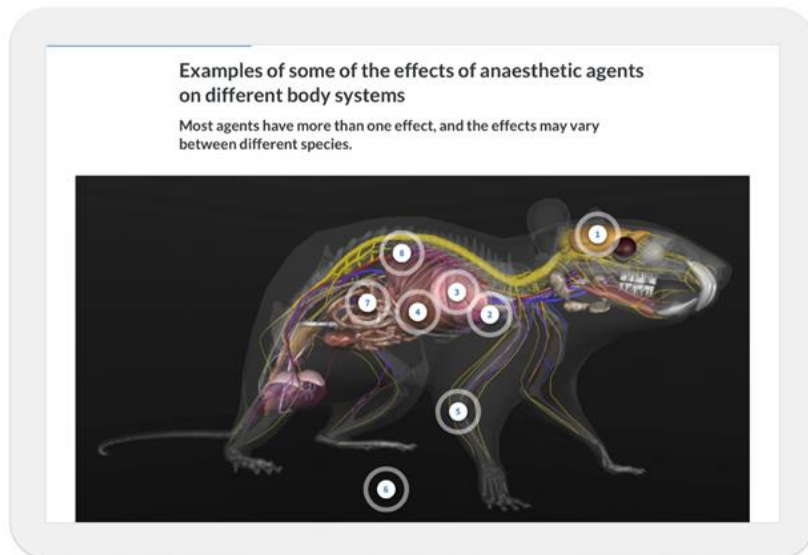 Examples of some of the effects of anaesthetic agents
on different body systems
Most agents have more than one effect, and the effects may vary
between different species.
1
8
3
7
4
2
5
6